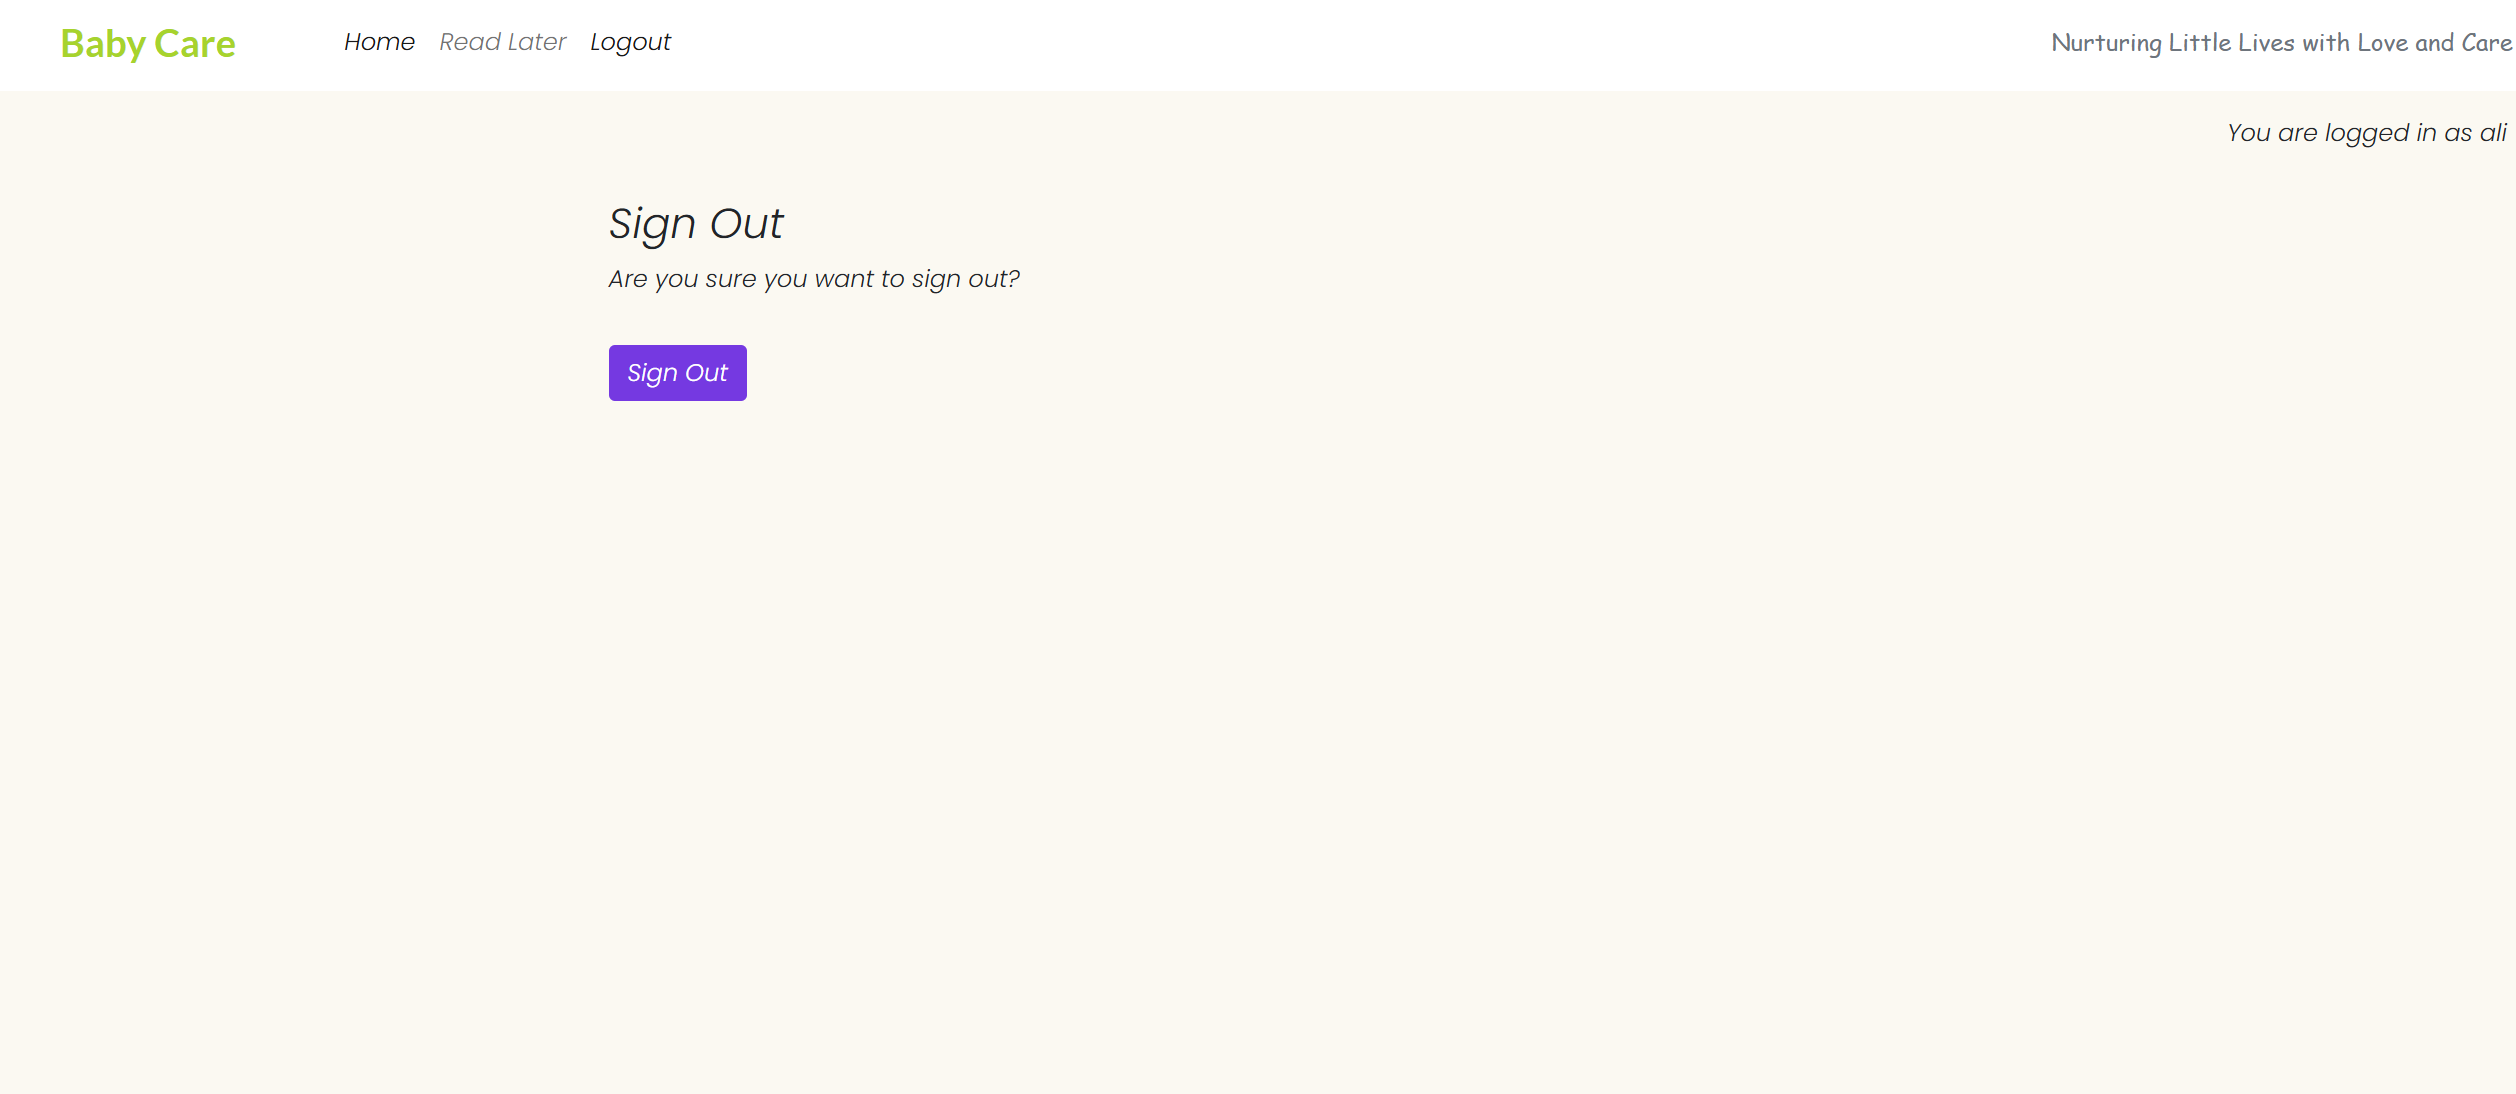 Baby Care Home Read Later Logout Nurturing Little Lives with Love and Care
You are logged in as ali
Sign Out
Are you sure you want to sign out?
Sign Out